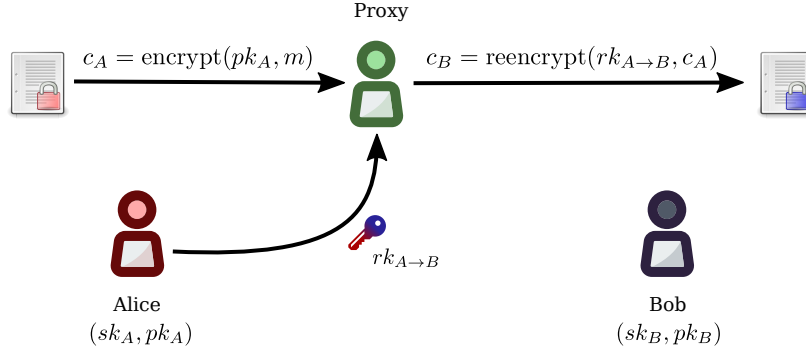 Proxy
c_A = encrypt(pk_A, m)
c_B = reencrypt(rk_{A→B}, c_A)
rk_{A→B}
Alice
(sk_A, pk_A)
Bob
(sk_B, pk_B)